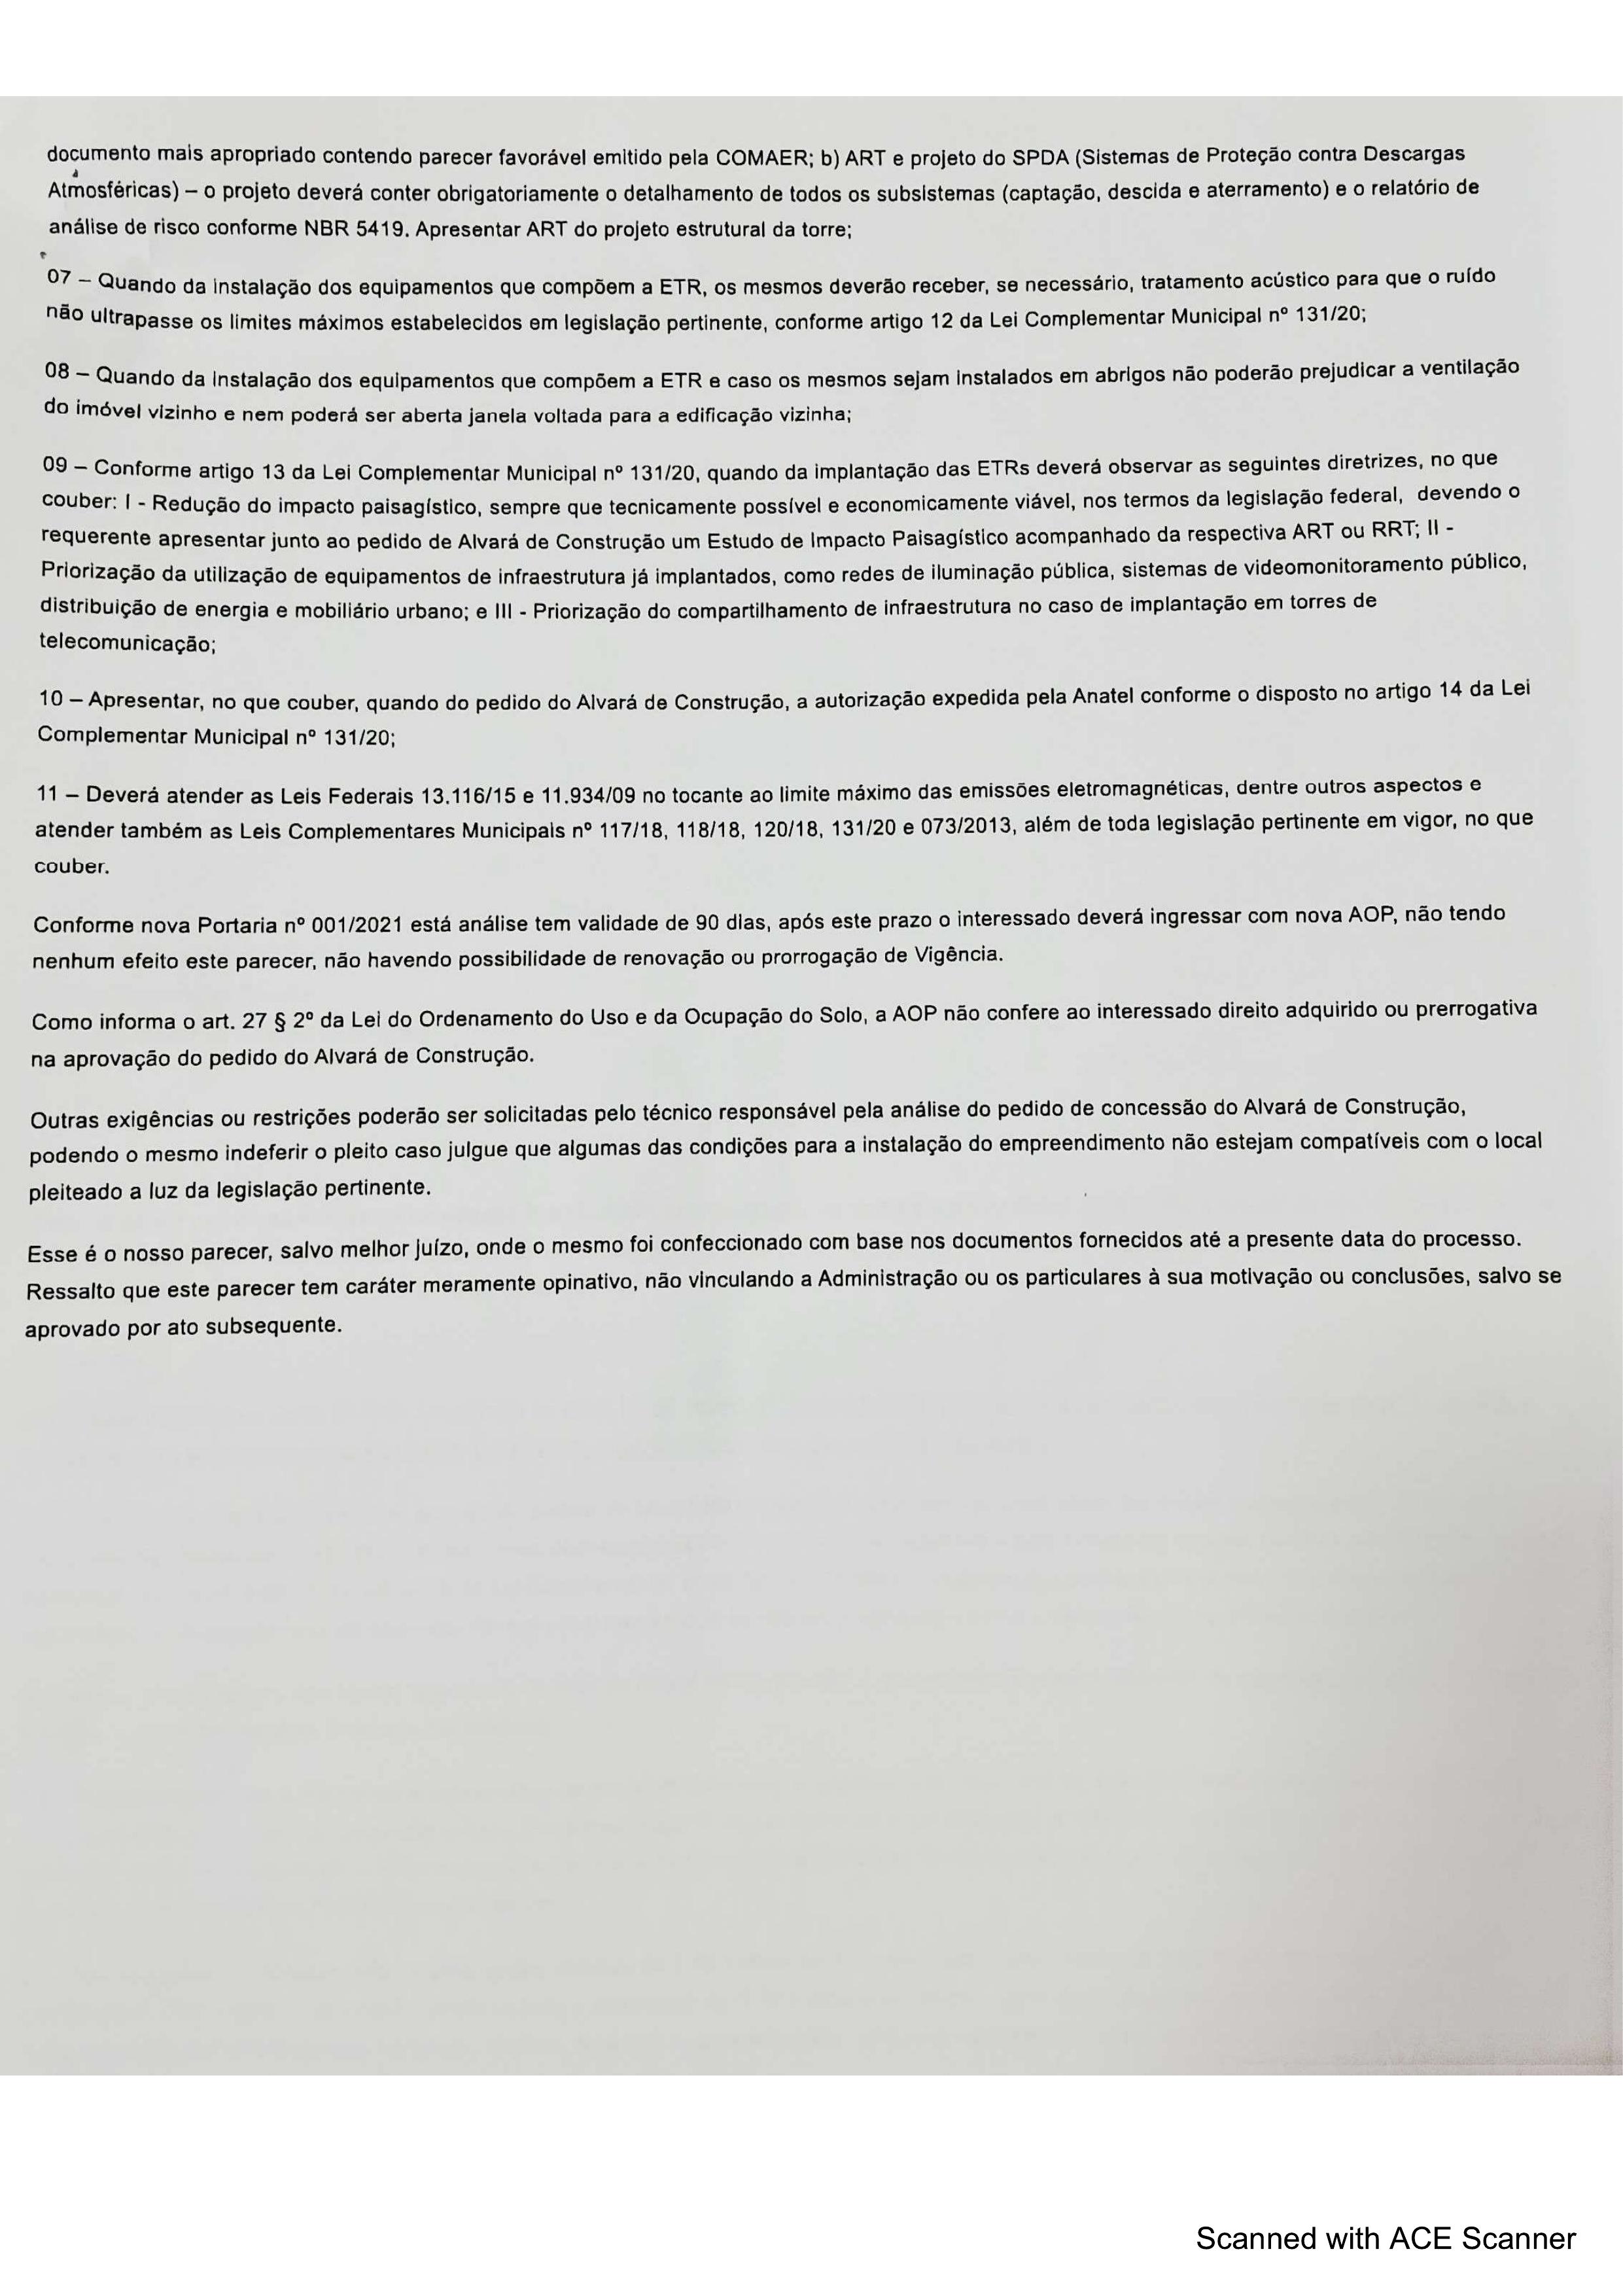 documento mais apropriado contendo parecer favorável emitido pela COMAER; b) ART e projeto do SPDA (Sistemas de Proteção contra Descargas
Atmosféricas) – o projeto deverá conter obrigatoriamente o detalhamento de todos os subsistemas (captação, descida e aterramento) e o relatório de
análise de risco conforme NBR 5419. Apresentar ART do projeto estrutural da torre;
07 – Quando da instalação dos equipamentos que compõem a ETR, os mesmos deverão receber, se necessário, tratamento acústico para que o ruído
não ultrapasse os limites máximos estabelecidos em legislação pertinente, conforme artigo 12 da Lei Complementar Municipal nº 131/20;
08 – Quando da instalação dos equipamentos que compõem a ETR e caso os mesmos sejam instalados em abrigos não poderão prejudicar a ventilação
do imóvel vizinho e nem poderá ser aberta janela voltada para a edificação vizinha;
09 – Conforme artigo 13 da Lei Complementar Municipal nº 131/20, quando da implantação das ETRs deverá observar as seguintes diretrizes, no que
couber: I - Redução do impacto paisagístico, sempre que tecnicamente possível e economicamente viável, nos termos da legislação federal, devendo o
requerente apresentar junto ao pedido de Alvará de Construção um Estudo de Impacto Paisagístico acompanhado da respectiva ART ou RRT; II -
Priorização da utilização de equipamentos de infraestrutura já implantados, como redes de iluminação pública, sistemas de videomonitoramento público,
distribuição de energia e mobiliário urbano; e III - Priorização do compartilhamento de infraestrutura no caso de implantação em torres de
telecomunicação;
10 – Apresentar, no que couber, quando do pedido do Alvará de Construção, a autorização expedida pela Anatel conforme o disposto no artigo 14 da Lei
Complementar Municipal nº 131/20;
11 – Deverá atender as Leis Federais 13.116/15 e 11.934/09 no tocante ao limite máximo das emissões eletromagnéticas, dentre outros aspectos e
atender também as Leis Complementares Municipais nº 117/18, 118/18, 120/18, 131/20 e 073/2013, além de toda legislação pertinente em vigor, no que
couber.
Conforme nova Portaria nº 001/2021 está análise tem validade de 90 dias, após este prazo o interessado deverá ingressar com nova AOP, não tendo
nenhum efeito este parecer, não havendo possibilidade de renovação ou prorrogação de Vigência.
Como informa o art. 27 § 2º da Lei do Ordenamento do Uso e da Ocupação do Solo, a AOP não confere ao interessado direito adquirido ou prerrogativa
na aprovação do pedido do Alvará de Construção.
Outras exigências ou restrições poderão ser solicitadas pelo técnico responsável pela análise do pedido de concessão do Alvará de Construção,
podendo o mesmo indeferir o pleito caso julgue que algumas das condições para a instalação do empreendimento não estejam compatíveis com o local
pleiteado a luz da legislação pertinente.
Esse é o nosso parecer, salvo melhor juízo, onde o mesmo foi confeccionado com base nos documentos fornecidos até a presente data do processo.
Ressalto que este parecer tem caráter meramente opinativo, não vinculando a Administração ou os particulares à sua motivação ou conclusões, salvo se
aprovado por ato subsequente.
Scanned with ACE Scanner